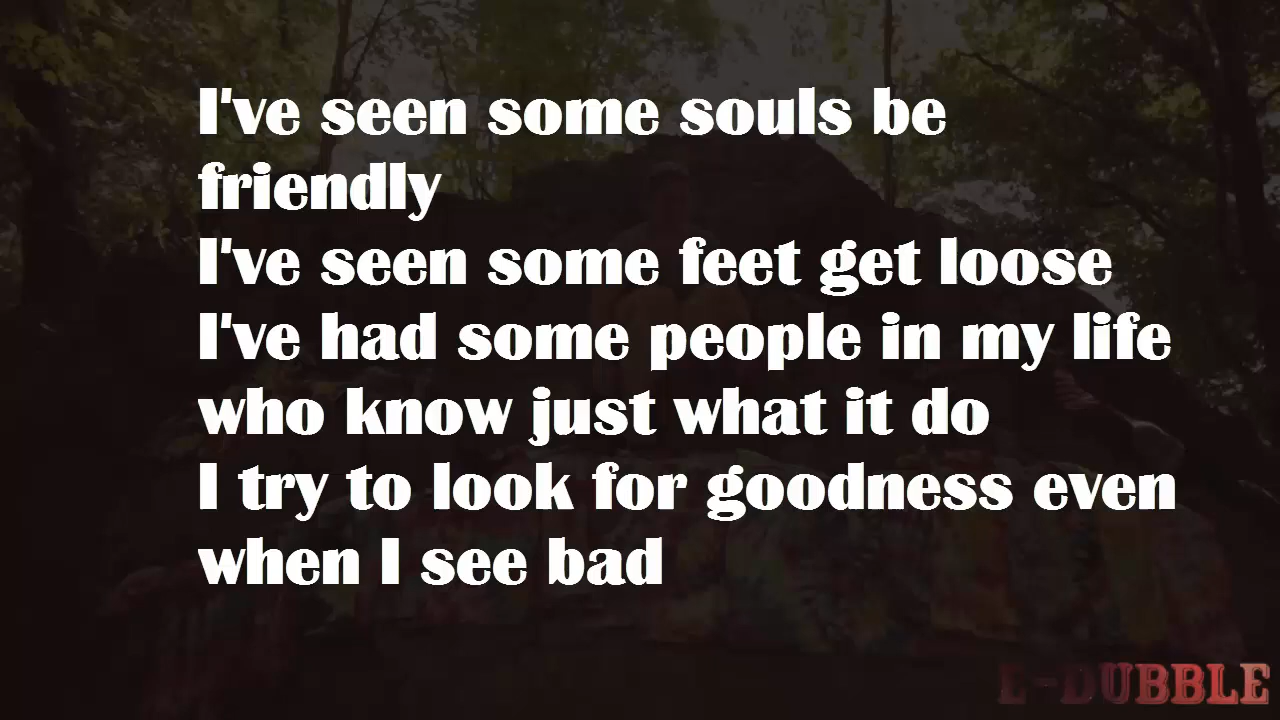 I've seen some souls be
friendly
I've seen some feet get loose
I've had some people in my life
who know just what it do
I try to look for goodness even
when I see bad
L-DUBBLE